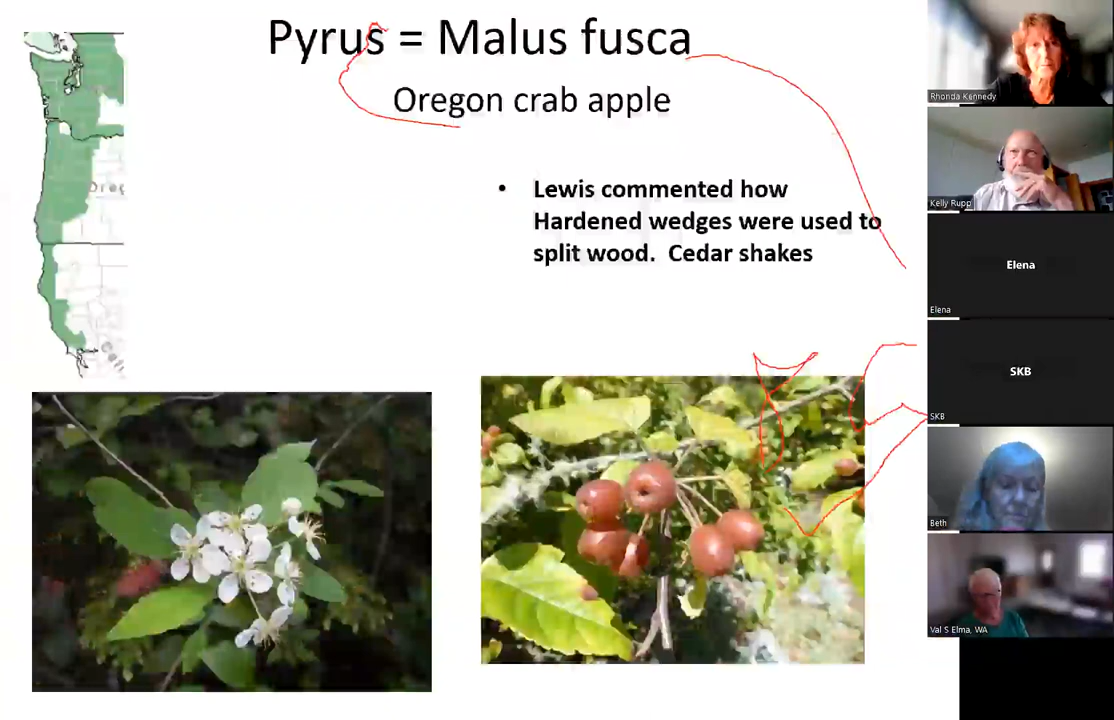 Pyrus = Malus fusca
Oregon crab apple
• Lewis commented how
Hardened wedges were used to
split wood. Cedar shakes
Oreg
Rhonda Kennedy
Kelly Rupp
Elena
Elena
SKB
SKB
Beth
Val S Elma, WA